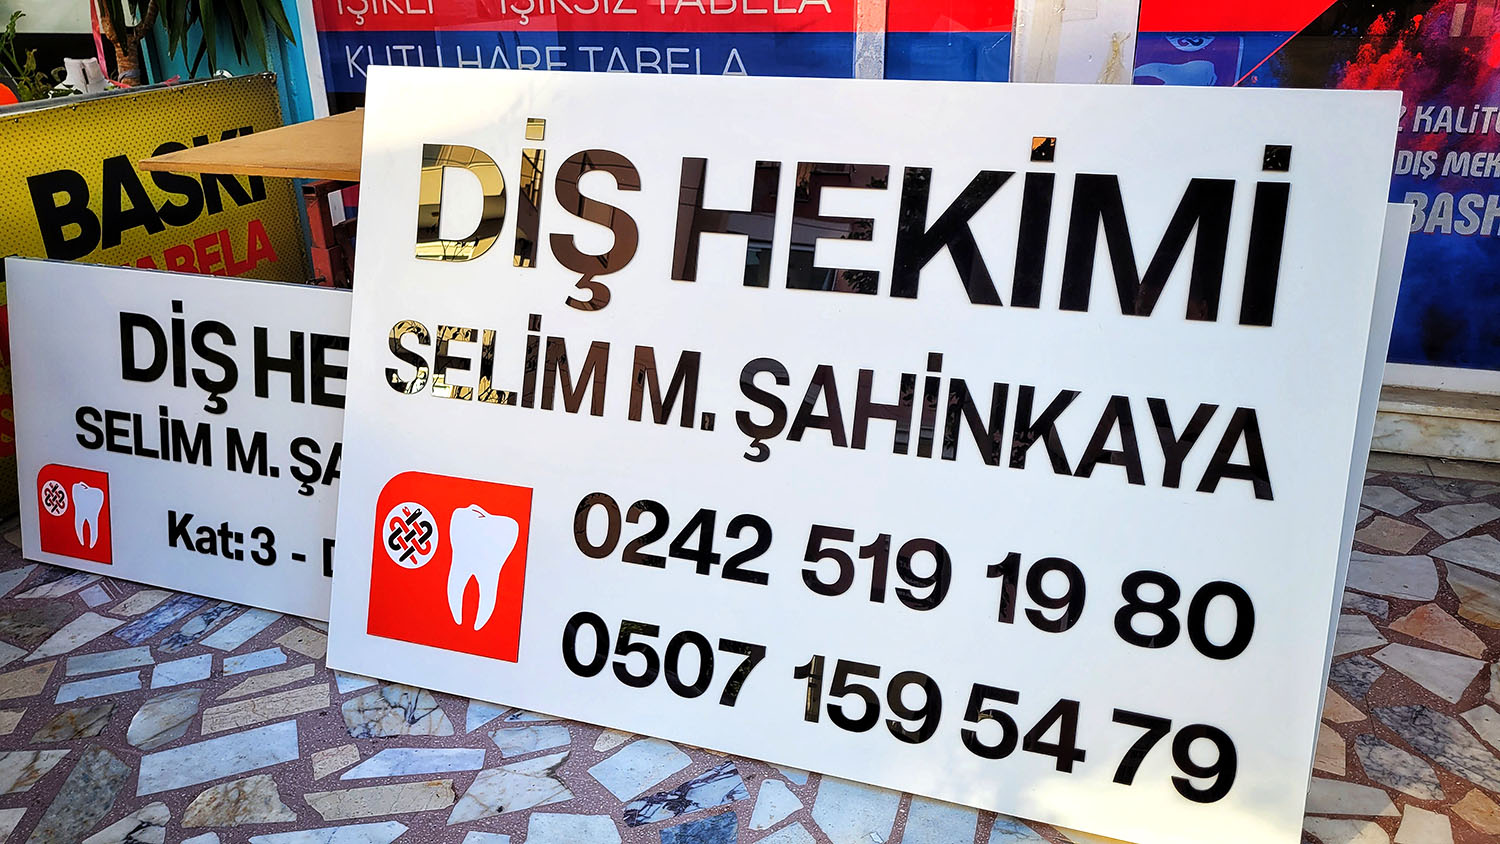 IŞIKLI IŞIKSIZ TABELA
KUTU HARF TABELA
BASKI
TABELA
DİŞ HEKİMİ
SELİM M. ŞAHİNKAYA
0242 519 19 80
0507 159 54 79
DİŞ HE
SELİM M. ŞA
Kat: 3 -
KALİT
DIŞ MEK
BASK